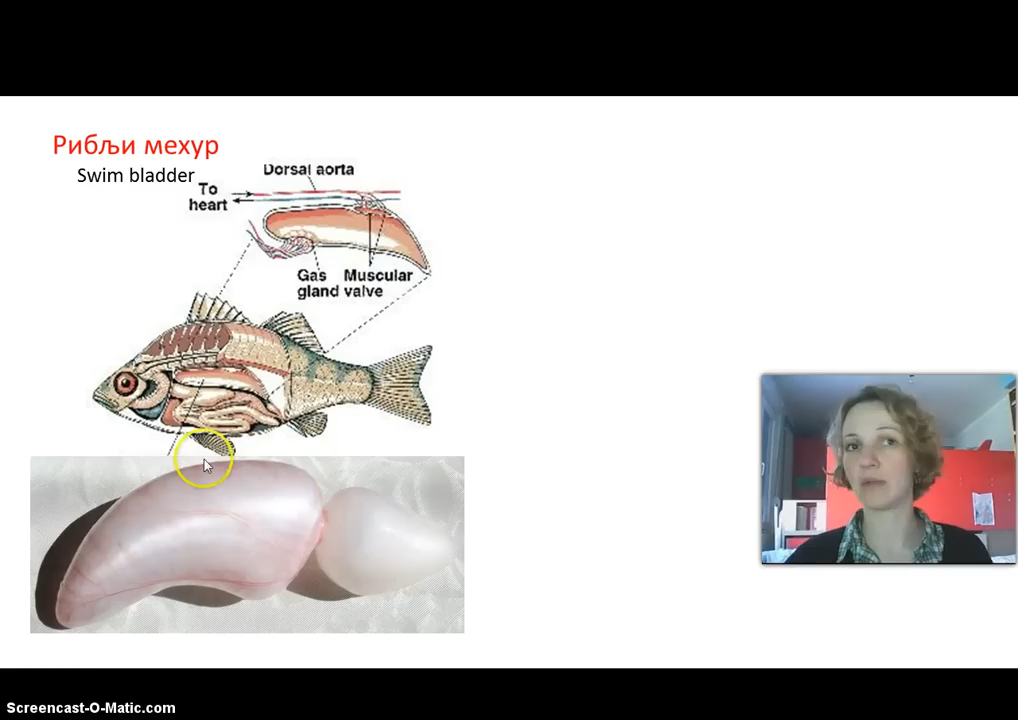 Рибљи мехур
Swim bladder
Dorsal aorta
To
heart
Gas Muscular
gland valve
Screencast-O-Matic.com